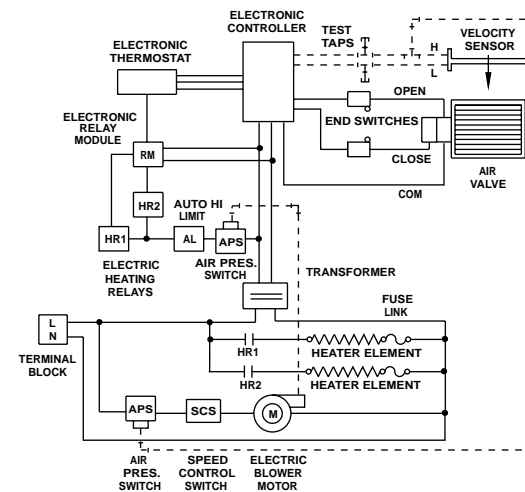 ELECTRONIC
CONTROLLER
TEST
TAPS
H
L
VELOCITY
SENSOR
ELECTRONIC
THERMOSTAT
OPEN
END SWITCHES
CLOSE
COM
AIR
VALVE
ELECTRONIC
RELAY
MODULE
RM
HR2
HR1
AUTO HI
LIMIT
AL
APS
AIR PRES.
SWITCH
ELECTRIC
HEATING
RELAYS
TRANSFORMER
FUSE
LINK
L
N
TERMINAL
BLOCK
HR1
HEATER ELEMENT
HR2
HEATER ELEMENT
APS
SCS
M
AIR
PRES.
SWITCH
SPEED
CONTROL
SWITCH
ELECTRIC
BLOWER
MOTOR